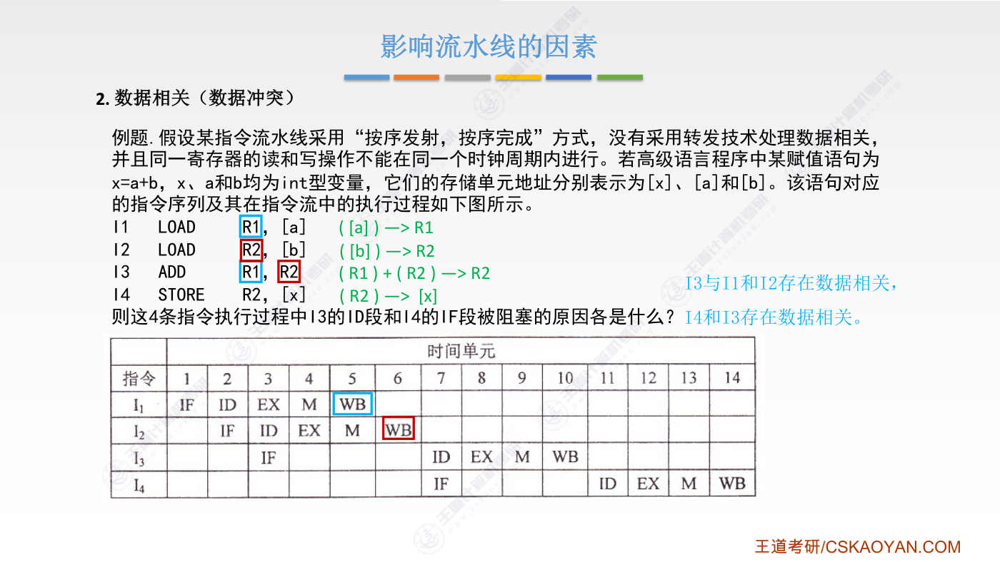 影响流水线的因素
2. 数据相关（数据冲突）
例题.假设某指令流水线采用“按序发射，按序完成”方式，没有采用转发技术处理数据相关，
并且同一寄存器的读和写操作不能在同一个时钟周期内进行。若高级语言程序中某赋值语句为
x=a+b，x、a和b均为int型变量，它们的存储单元地址分别表示为[x]、[a]和[b]。该语句对应
的指令序列及其在指令流中的执行过程如下图所示。
I1 LOAD R1，[a] ( [a] ) —> R1
I2 LOAD R2，[b] ( [b] ) —> R2
I3 ADD R1，R2 ( R1 ) + ( R2 ) —> R2
I4 STORE R2，[x] ( R2 ) —> [x]
I3与I1和I2存在数据相关，
则这4条指令执行过程中I3的ID段和I4的IF段被阻塞的原因各是什么？ I4和I3存在数据相关。
时间单元
指令 1 2 3 4 5 6 7 8 9 10 11 12 13 14
I₁ IF ID EX M WB
I₂ IF ID EX M WB
I₃ IF ID EX M WB
I₄ IF ID EX M WB
王道考研/CSKAOYAN.COM